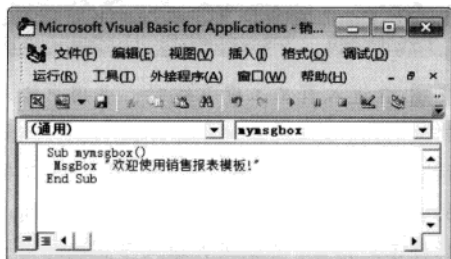 Microsoft Visual Basic for Applications - 销...
文件(F) 编辑(E) 视图(V) 插入(I) 格式(O) 调试(D)
运行(R) 工具(T) 外接程序(A) 窗口(W) 帮助(H)
(通用) mymsgbox
Sub mymsgbox()
MsgBox "欢迎使用销售报表模板!"
End Sub